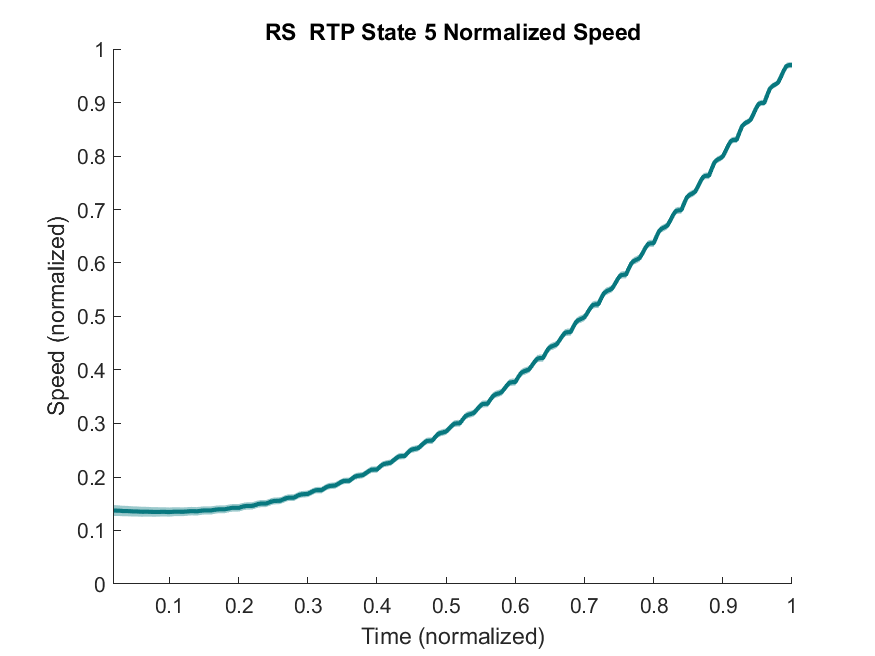 RS  RTP State 5 Normalized Speed
1
0.9
0.8
0.7
0.6
0.5
0.4
0.3
0.2
0.1
0
Speed (normalized)
0.1 0.2 0.3 0.4 0.5 0.6 0.7 0.8 0.9 1
Time (normalized)